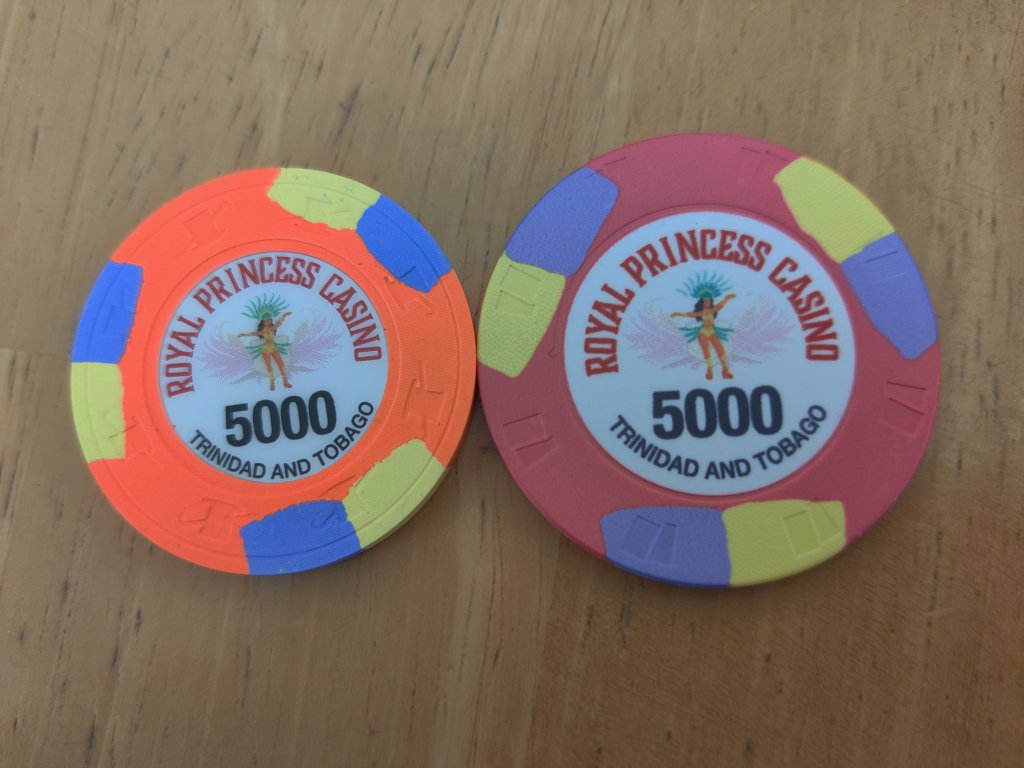 ROYAL PRINCESS CASINO
5000
TRINIDAD AND TOBAGO
ROYAL PRINCESS CASINO
5000
TRINIDAD AND TOBAGO